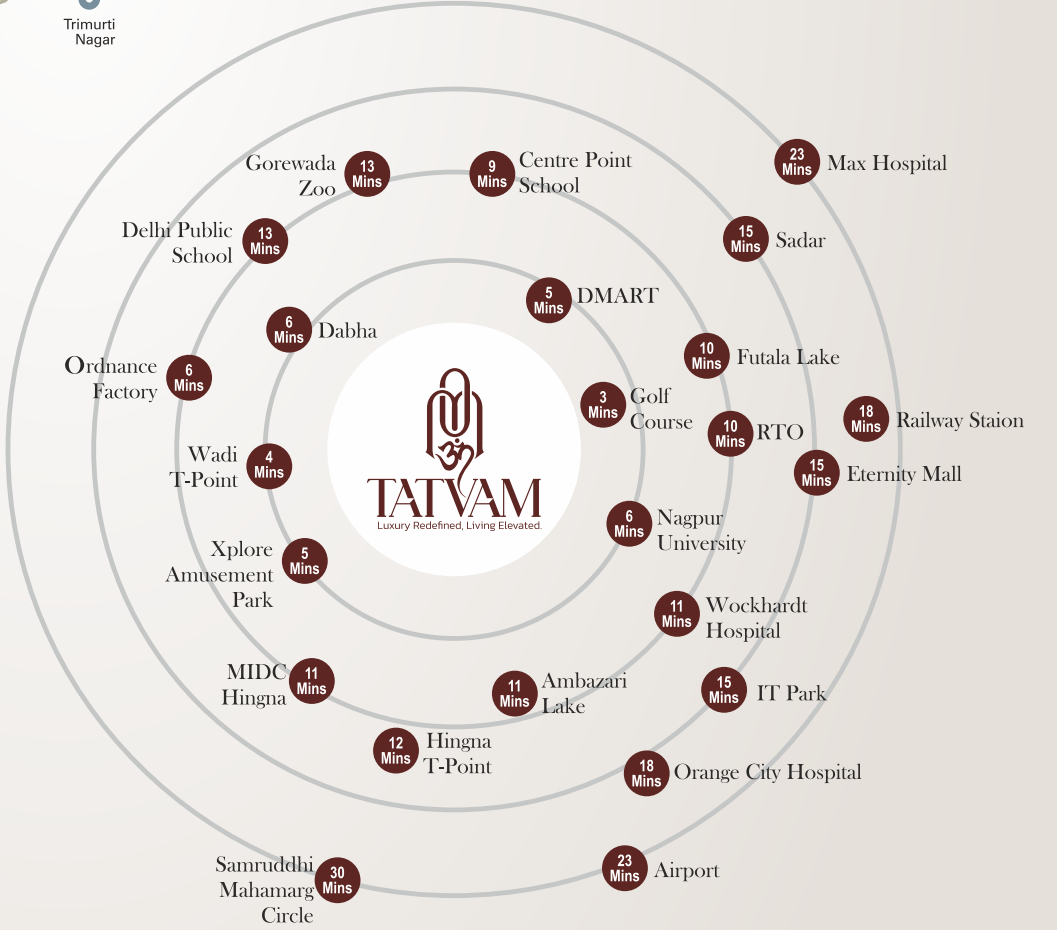 Trimurti
Nagar
Gorewada
Zoo
13
Mins
9
Mins
Centre Point
School
23
Mins
Max Hospital
Delhi Public
School
13
Mins
15
Mins
Sadar
5
Mins
DMART
6
Mins
Dabha
Ordnance
Factory
6
Mins
10
Mins
Futala Lake
3
Mins
Golf
Course
10
Mins
RTO
18
Mins
Railway Staion
Wadi
T-Point
4
Mins
15
Mins
Eternity Mall
ॐ
TATVAM
Luxury Redefined, Living Elevated.
6
Mins
Nagpur
University
Xplore
Amusement
Park
5
Mins
11
Mins
Wockhardt
Hospital
MIDC
Hingna
11
Mins
11
Mins
Ambazari
Lake
15
Mins
IT Park
12
Mins
Hingna
T-Point
18
Mins
Orange City Hospital
Samruddhi
Mahamarg
Circle
30
Mins
23
Mins
Airport